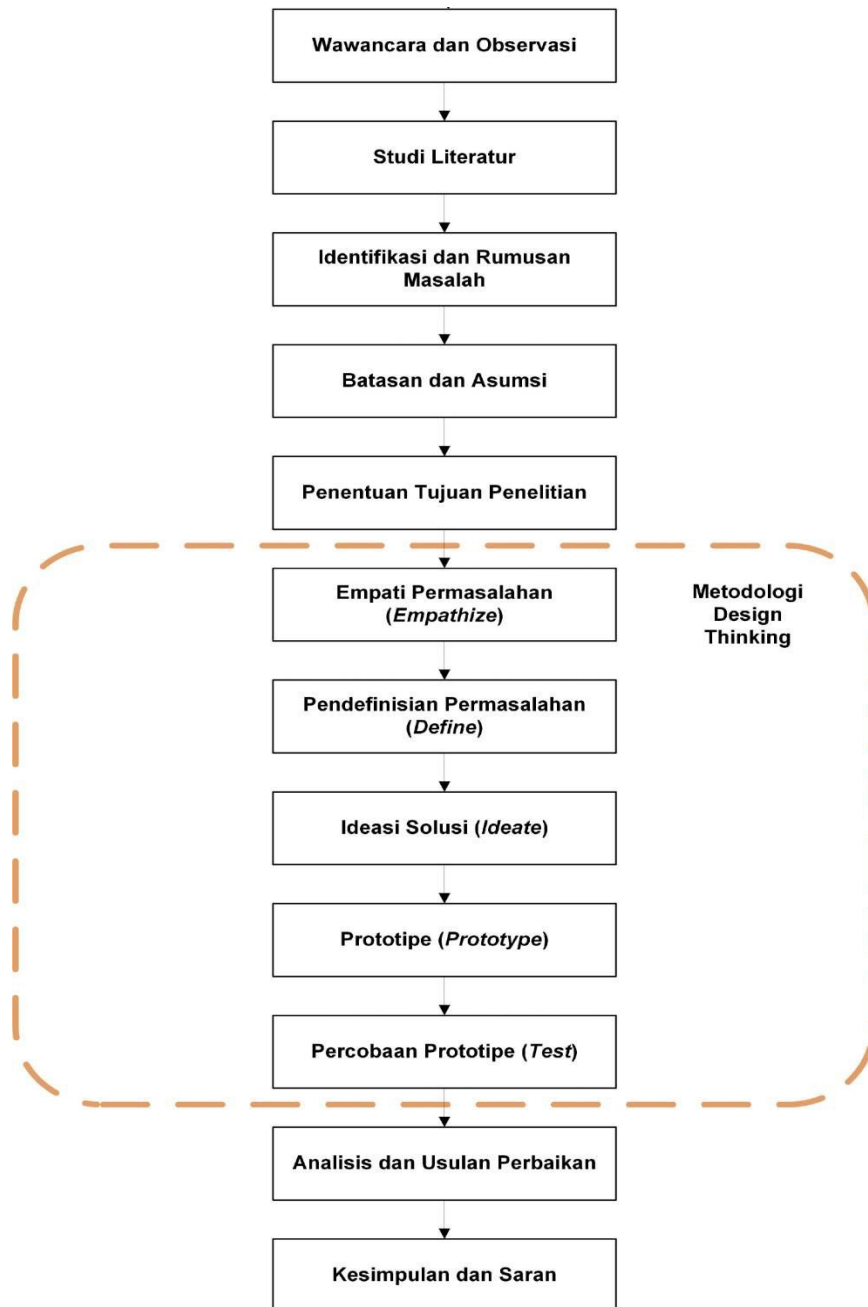 Wawancara dan Observasi
Studi Literatur
Identifikasi dan Rumusan
Masalah
Batasan dan Asumsi
Penentuan Tujuan Penelitian
Empati Permasalahan
(Empathize)
Metodologi
Design
Thinking
Pendefinisian Permasalahan
(Define)
Ideasi Solusi (Ideate)
Prototipe (Prototype)
Percobaan Prototipe (Test)
Analisis dan Usulan Perbaikan
Kesimpulan dan Saran